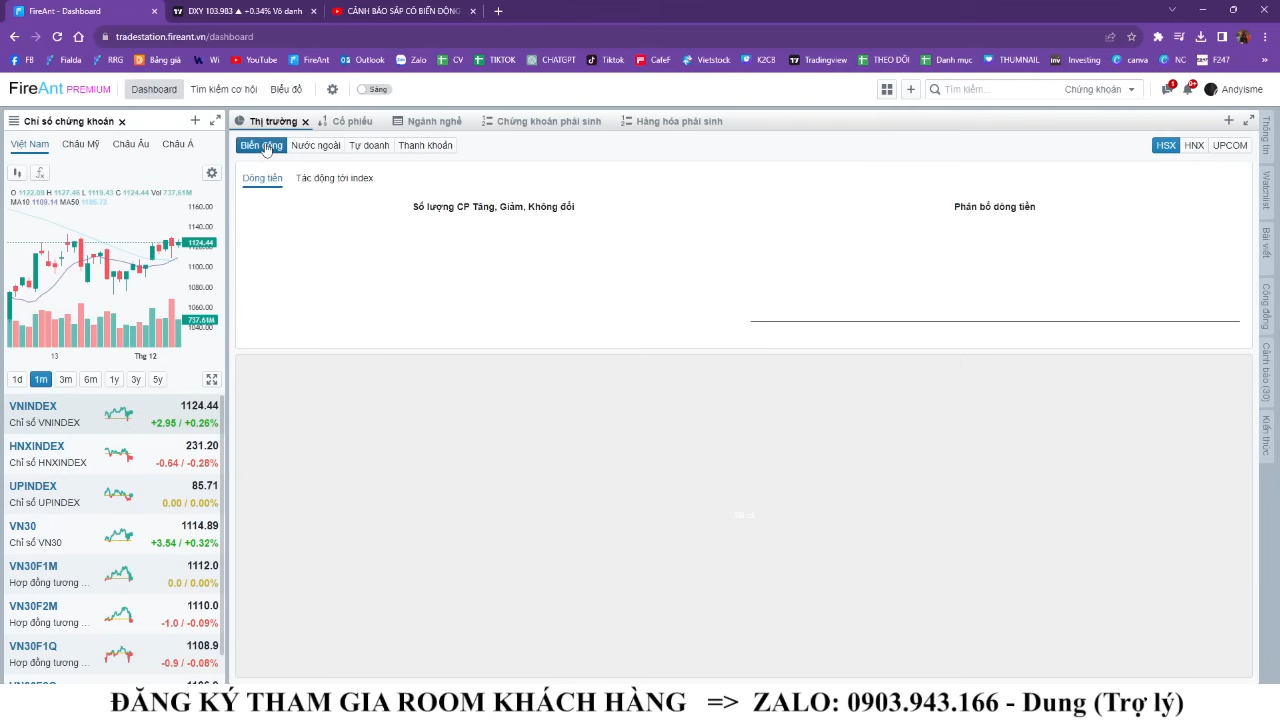 FireAnt - Dashboard
DXY 103.983 ▲ +0.34% Vô danh
CẢNH BÁO SẮP CÓ BIẾN ĐỘNG
tradestation.fireant.vn/dashboard
FB Fialda RRG Bảng giá Wi YouTube FireAnt Outlook Zalo CV TIKTOK CHATGPT Tiktok CafeF Vietstock K2CB Tradingview THEO DÕI Danh mục THUMNAIL Investing canva NC F247
FireAnt PREMIUM Dashboard Tìm kiếm cơ hội Biểu đồ Sáng Tìm kiếm... Chứng khoán 1 9+ Andyisme
Chỉ số chứng khoán
Thị trường Cổ phiếu Ngành nghề Chứng khoán phái sinh Hàng hóa phái sinh
Việt Nam Châu Mỹ Châu Âu Châu Á
Biến động Nước ngoài Tự doanh Thanh khoản HSX HNX UPCOM
Dòng tiền Tác động tới index
O 1122.09 H 1127.46 L 1119.43 C 1124.44 Vol 737.61M
MA10 1109.14 MA50
Số lượng CP Tăng, Giảm, Không đổi
Phân bổ dòng tiền
1160.00
1140.00
1124.44
1100.00
1080.00
1060.00
737.61M
1040.00
13 Thg 12
1d 1m 3m 6m 1y 3y 5y
VNINDEX 1124.44
Chỉ số VNINDEX +2.95 / +0.26%
HNXINDEX 231.20
Chỉ số HNXINDEX -0.64 / -0.28%
UPINDEX 85.71
Chỉ số UPINDEX 0.00 / 0.00%
VN30 1114.89
Chỉ số VN30 +3.54 / +0.32%
VN30F1M 1112.0
Hợp đồng tương ... 0.0 / 0.00%
VN30F2M 1110.0
Hợp đồng tương ... -1.0 / -0.09%
VN30F1Q 1108.9
Hợp đồng tương ... -0.9 / -0.08%
Thông tin
Watchlist
Bài viết
Cộng đồng
Cảnh báo (30)
Kiến thức
ĐĂNG KÝ THAM GIA ROOM KHÁCH HÀNG => ZALO: 0903.943.166 - Dung (Trợ lý)